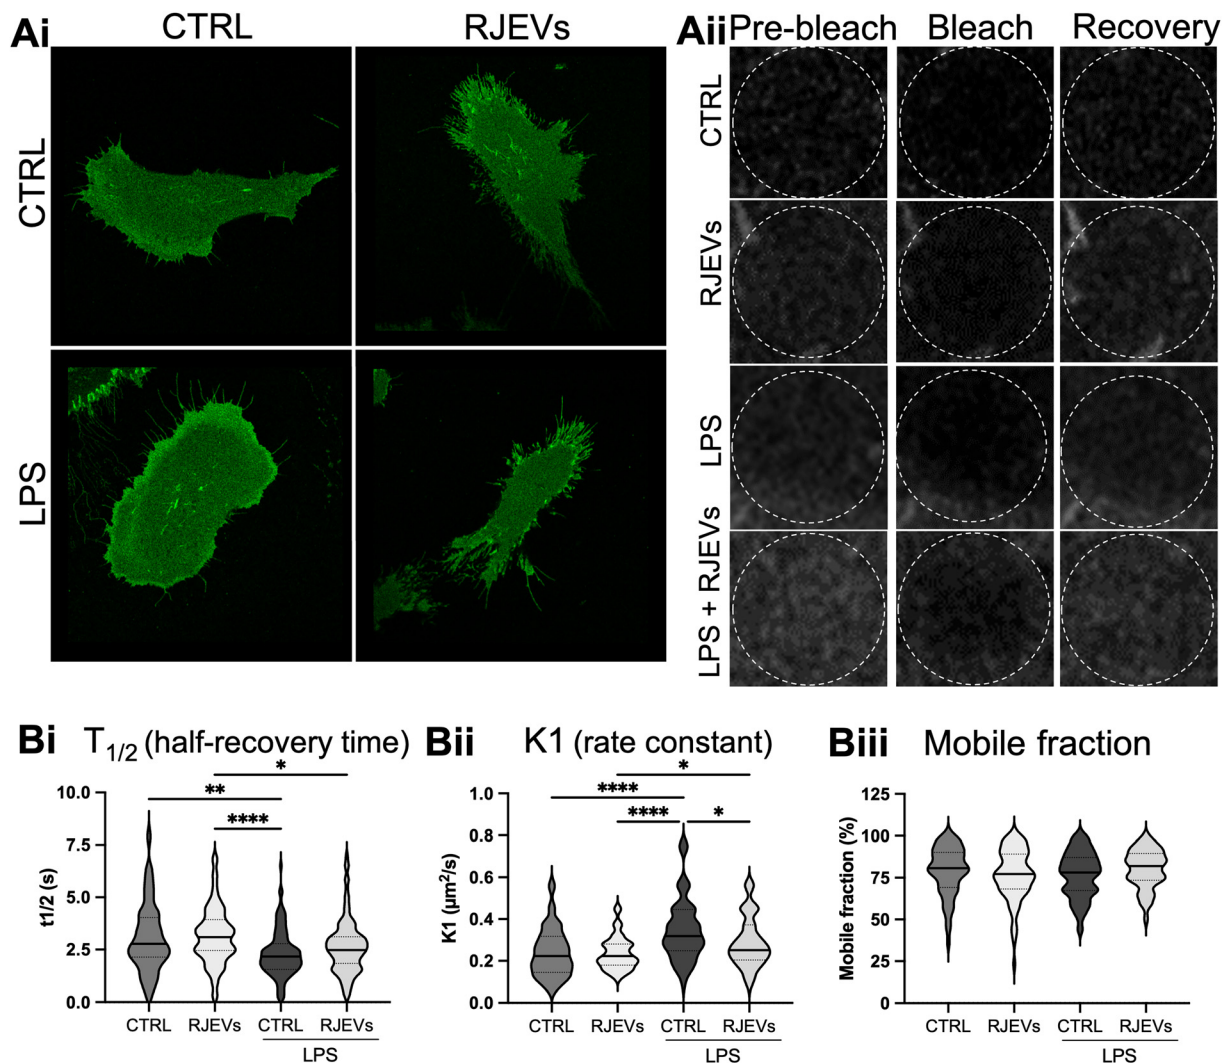 Ai
CTRL
RJEVs
CTRL
LPS
Aii
Pre-bleach
Bleach
Recovery
CTRL
RJEVs
LPS
LPS + RJEVs
Bi
T1/2 (half-recovery time)
*
**
****
t1/2 (s)
10.0
7.5
5.0
2.5
0.0
CTRL
RJEVs
CTRL
RJEVs
LPS
Bii
K1 (rate constant)
*
****
****
*
K1 (µm²/s)
1.0
0.8
0.6
0.4
0.2
0.0
CTRL
RJEVs
CTRL
RJEVs
LPS
Biii
Mobile fraction
Mobile fraction (%)
125
100
75
50
25
0
CTRL
RJEVs
CTRL
RJEVs
LPS